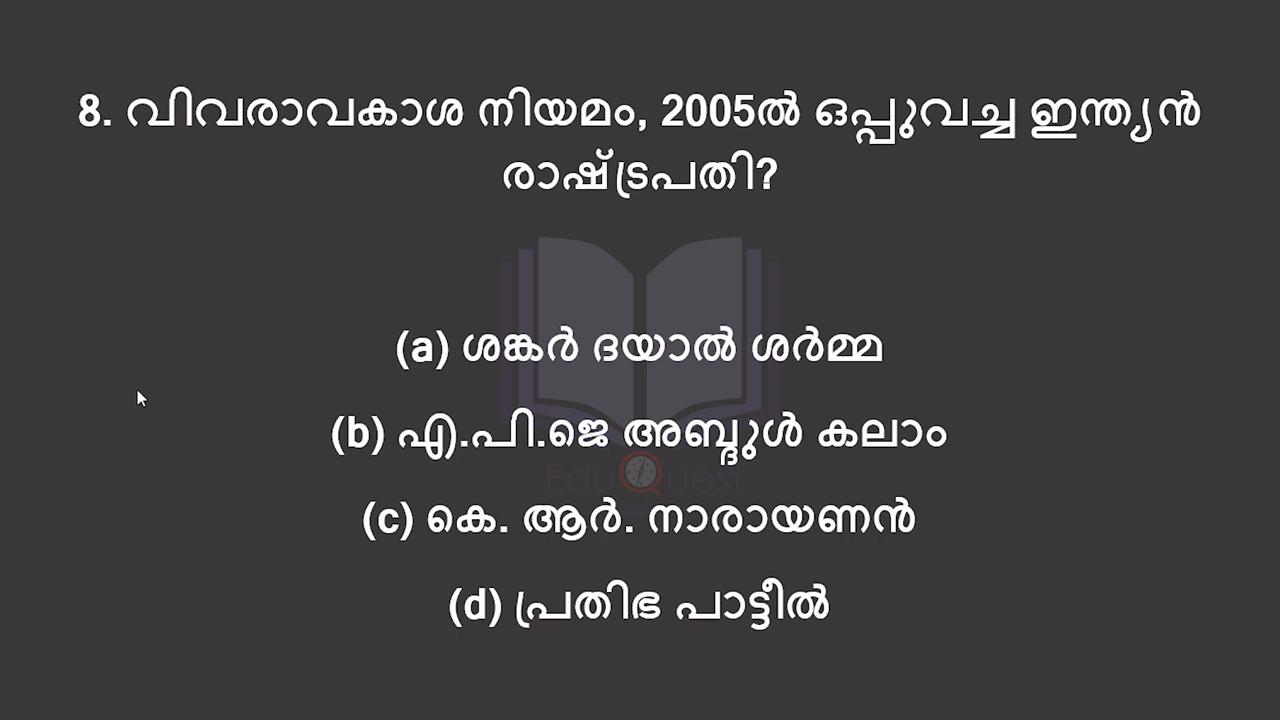 8. വിവരാവകാശ നിയമം, 2005ൽ ഒപ്പുവച്ച ഇന്ത്യൻ
രാഷ്ട്രപതി?
(a) ശങ്കർ ദയാൽ ശർമ്മ
(b) എ.പി.ജെ അബ്ദുൾ കലാം
EduQuest
(c) കെ. ആർ. നാരായണൻ
(d) പ്രതിഭ പാട്ടീൽ